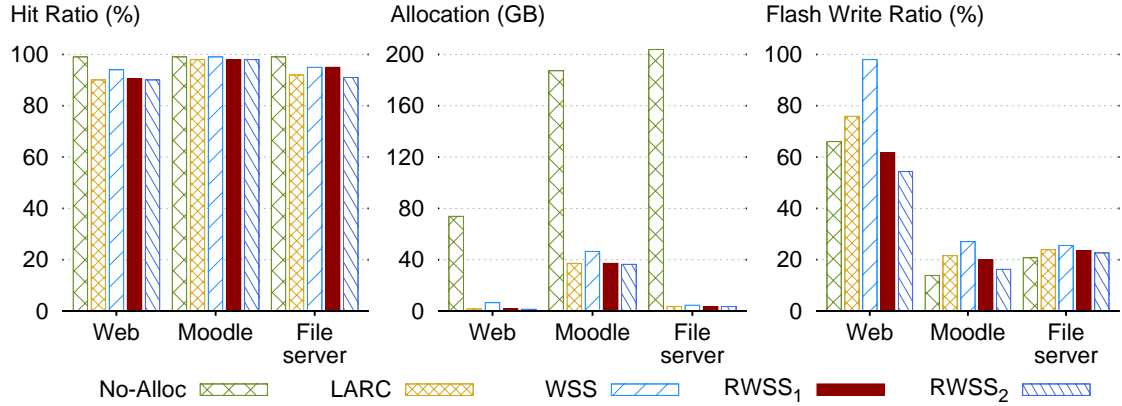 Hit Ratio (%)
100
80
60
40
20
0
Web Moodle File
server
Allocation (GB)
200
160
120
80
40
0
Web Moodle File
server
Flash Write Ratio (%)
100
80
60
40
20
0
Web Moodle File
server
No-Alloc LARC WSS RWSS1 RWSS2